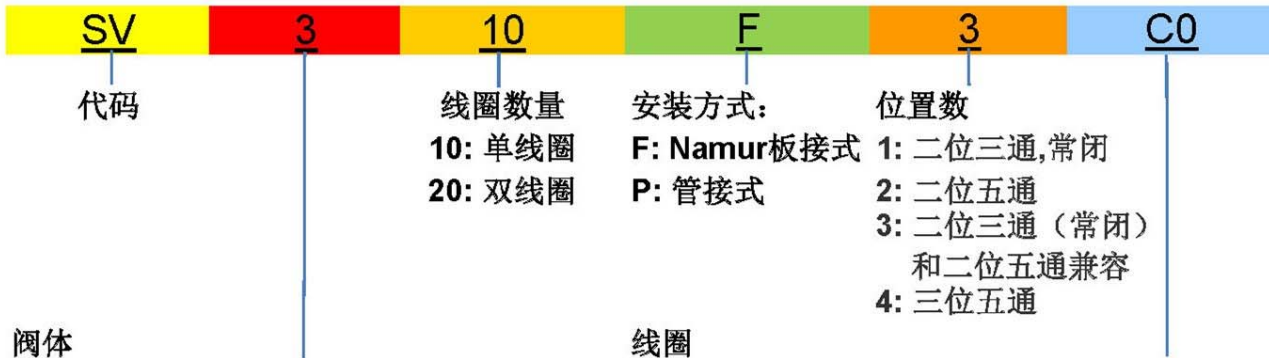 SV 3 10 F 3 C0
代码 线圈数量 安装方式： 位置数
10: 单线圈 F: Namur板接式 1: 二位三通,常闭
20: 双线圈 P: 管接式 2: 二位五通
3: 二位三通（常闭）
和二位五通兼容
4: 三位五通
阀体 线圈